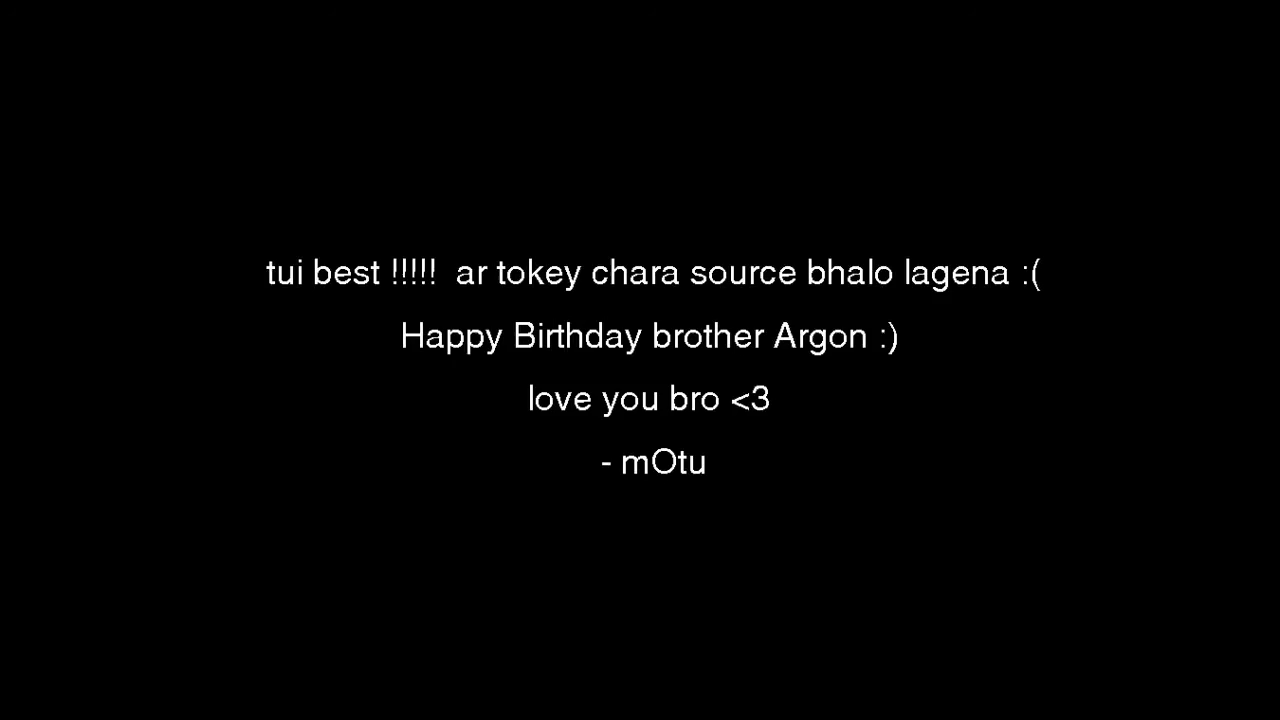 tui best !!!!!  ar tokey chara source bhalo lagena :(
Happy Birthday brother Argon :)
love you bro <3
- mOtu